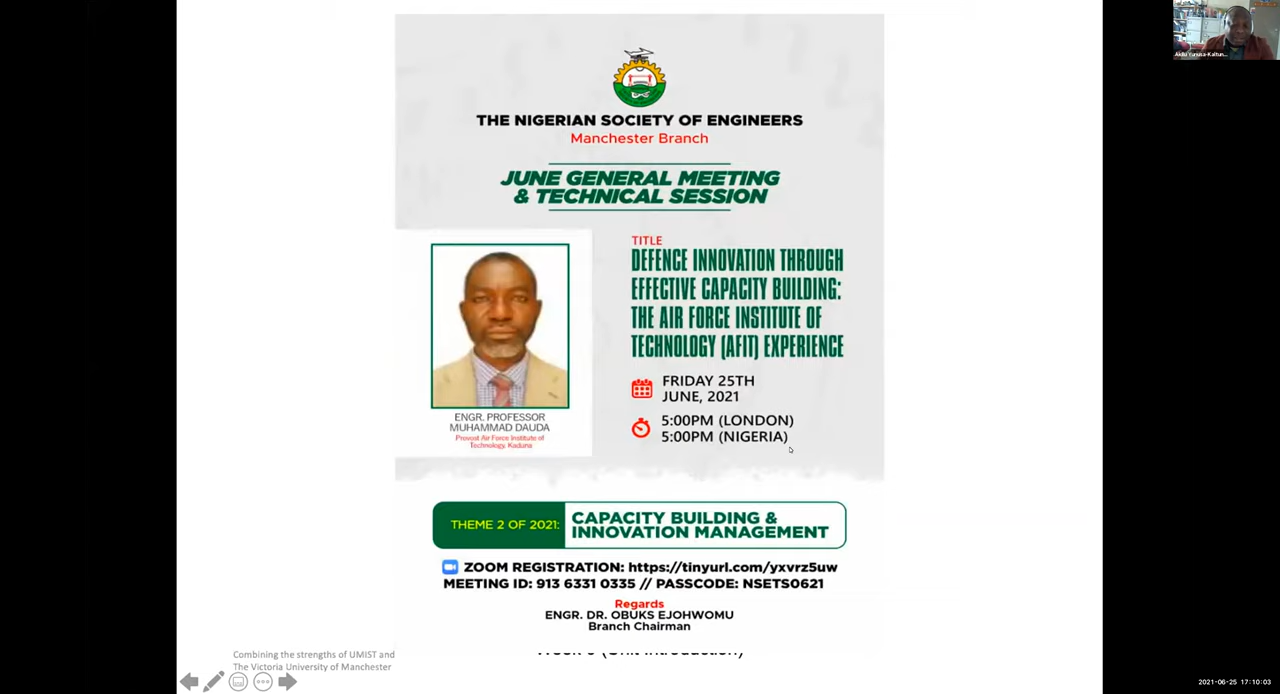 THE NIGERIAN SOCIETY OF ENGINEERS
Manchester Branch
JUNE GENERAL MEETING
& TECHNICAL SESSION
TITLE
DEFENCE INNOVATION THROUGH
EFFECTIVE CAPACITY BUILDING:
THE AIR FORCE INSTITUTE OF
TECHNOLOGY (AFIT) EXPERIENCE
FRIDAY 25TH
JUNE, 2021
5:00PM (LONDON)
5:00PM (NIGERIA)
ENGR. PROFESSOR
MUHAMMAD DAUDA
Provost Air Force Institute of
Technology, Kaduna
THEME 2 OF 2021:
CAPACITY BUILDING &
INNOVATION MANAGEMENT
ZOOM REGISTRATION: https://tinyurl.com/yxvrz5uw
MEETING ID: 913 6331 0335 // PASSCODE: NSETS0621
Regards
ENGR. DR. OBUKS EJOHWOMU
Branch Chairman
(Unit Introduction)
Combining the strengths of UMIST and
The Victoria University of Manchester
2021-06-25 17:10:03